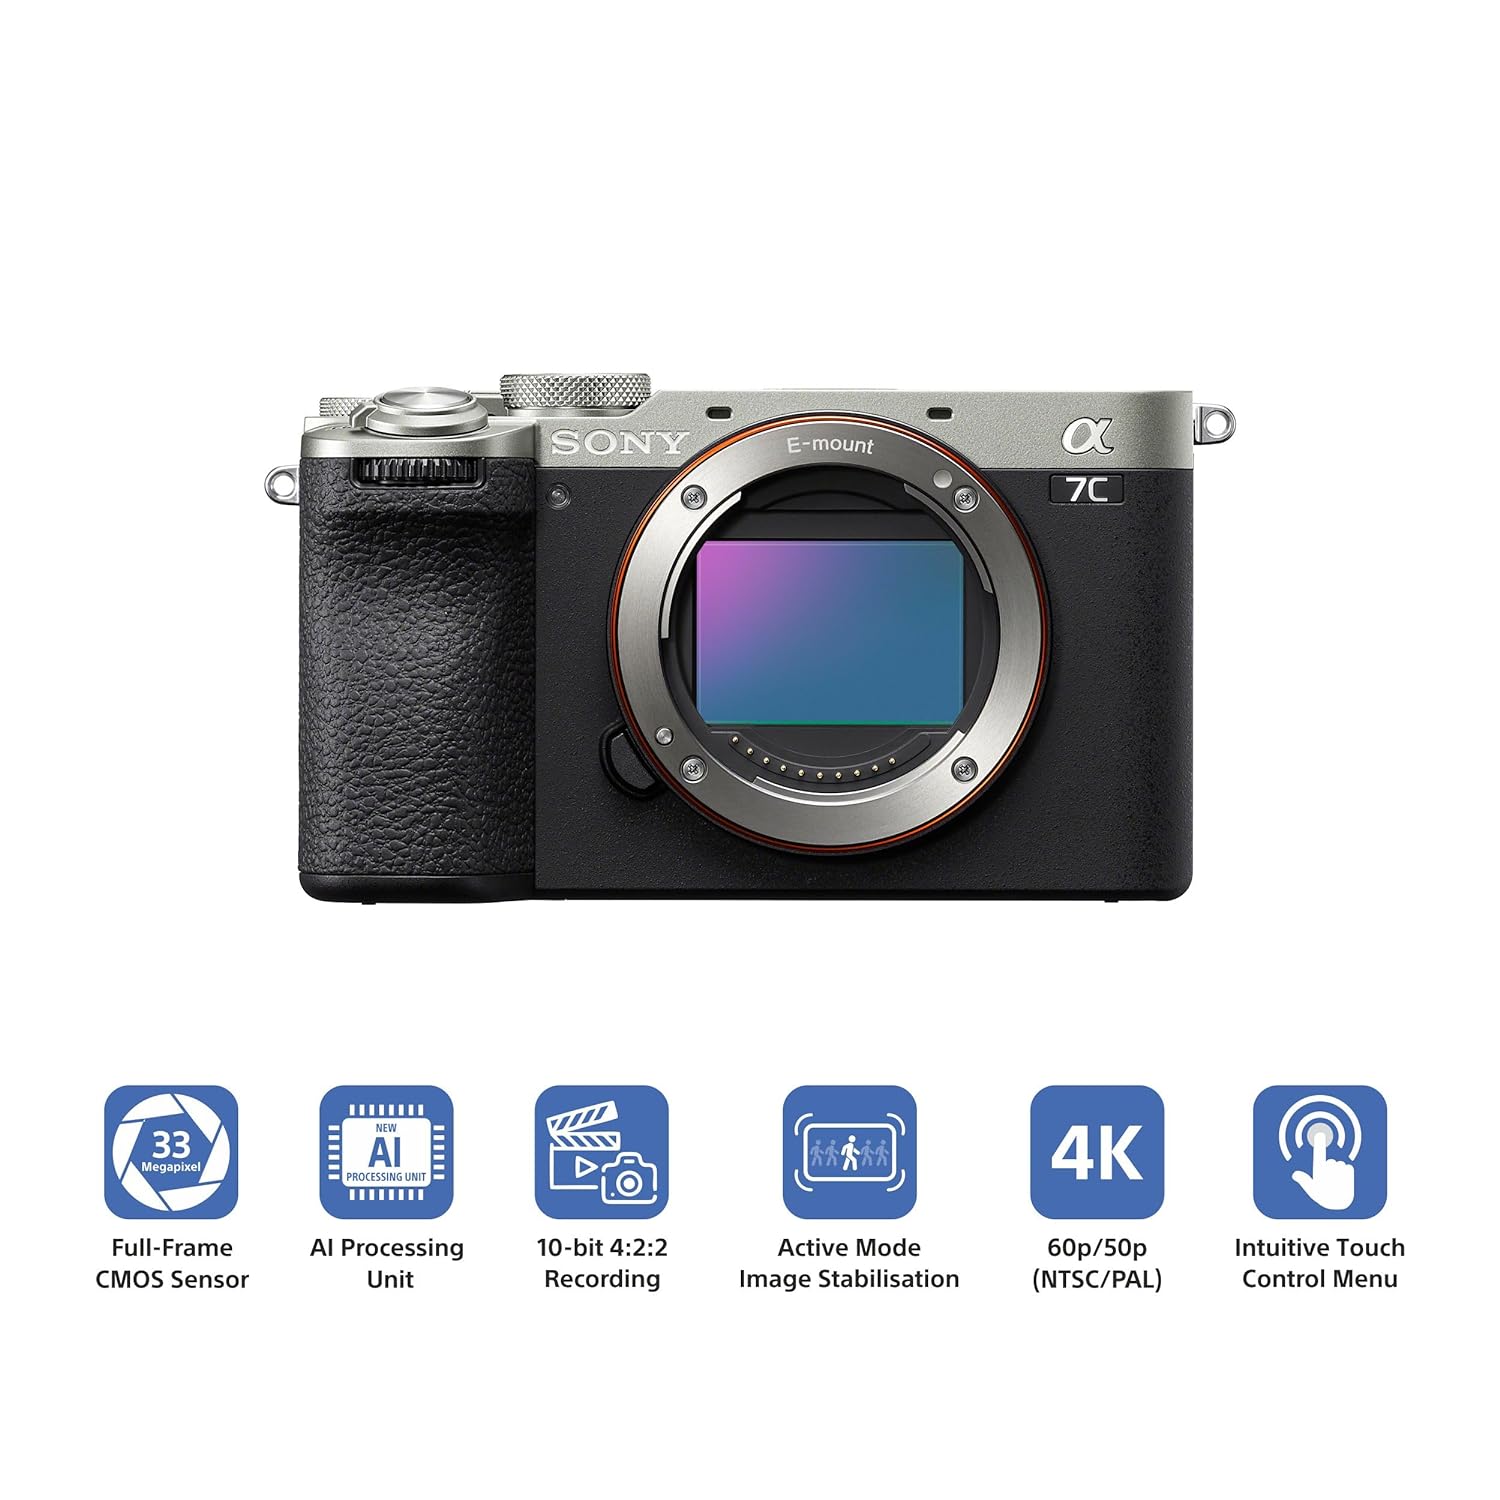 SONY
E-mount
α
7C
33
Megapixel
NEW
AI
PROCESSING UNIT
4K
Full-Frame
CMOS Sensor
AI Processing
Unit
10-bit 4:2:2
Recording
Active Mode
Image Stabilisation
60p/50p
(NTSC/PAL)
Intuitive Touch
Control Menu